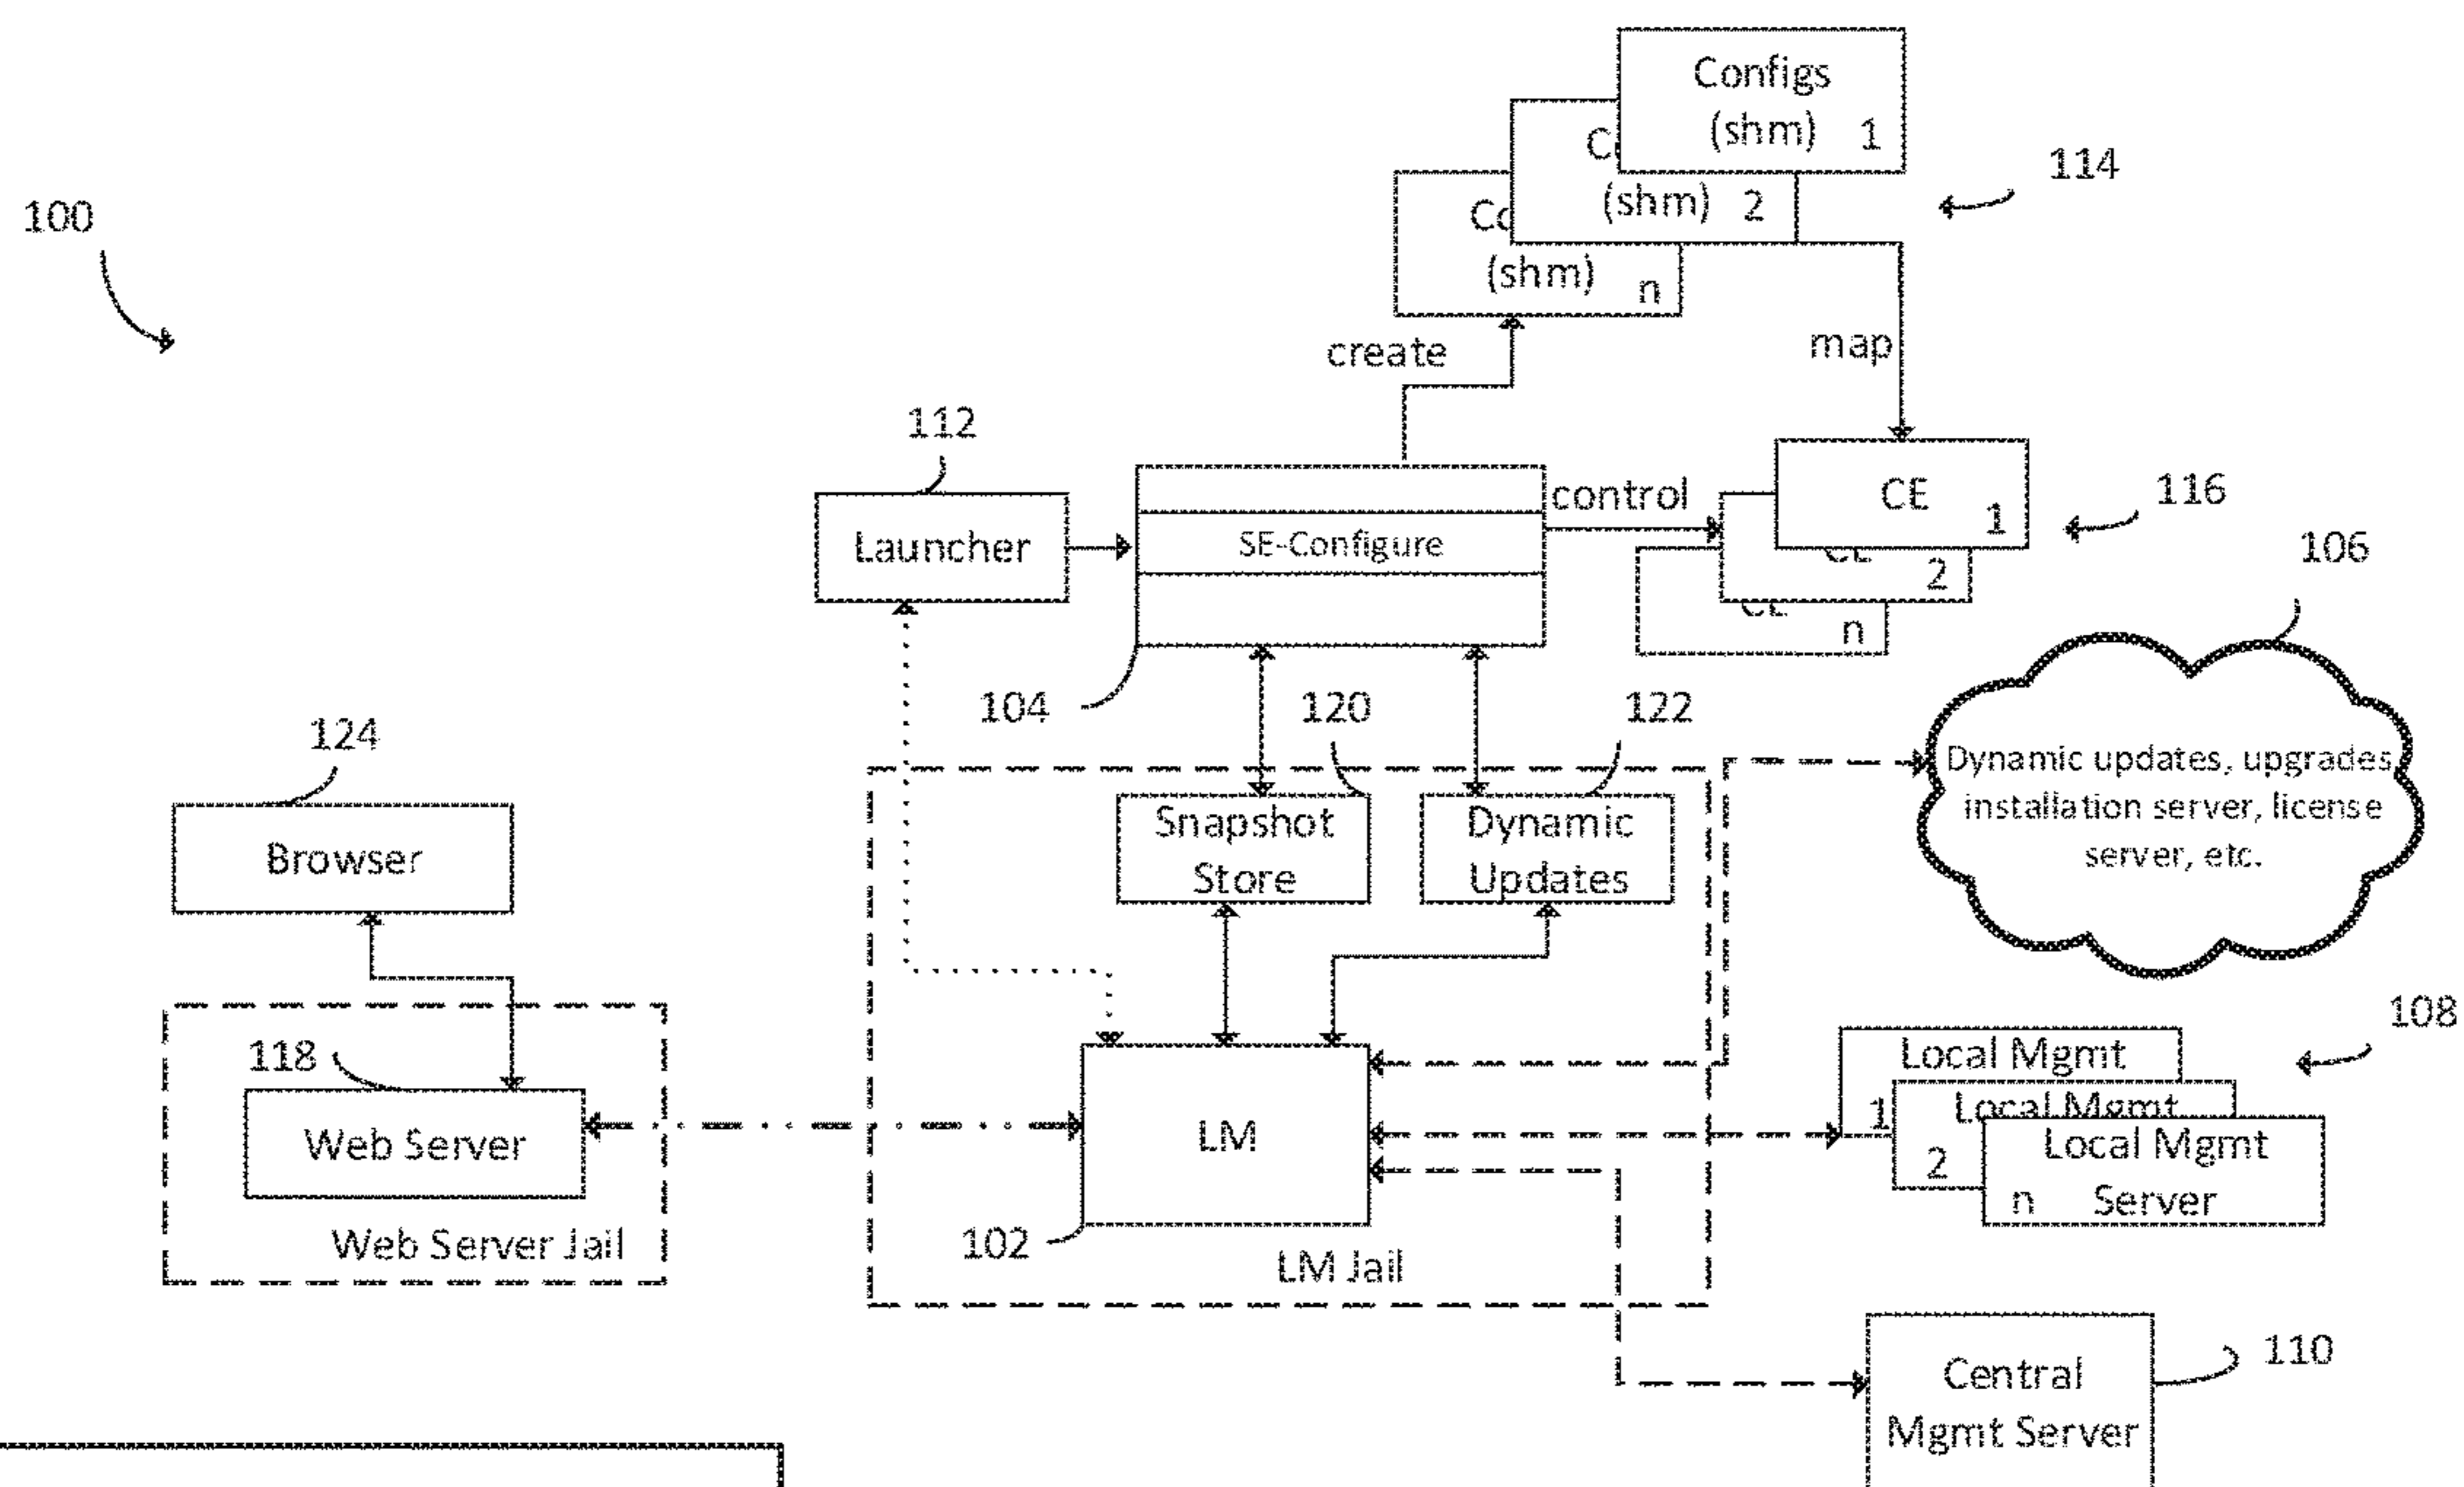 Configs
(shm) 1
114
(shm) 2
100
(shm) n
create
map
112
control
CE
1
116
Launcher
SE-Configure
106
2
n
104
120
122
124
Dynamic updates, upgrades,
installation server, license
server, etc.
Snapshot
Store
Dynamic
Updates
Browser
108
118
Local Mgmt
1
Local Mgmt
Web Server
LM
Local Mgmt
2
n Server
Web Server Jail
102
LM Jail
110
Central
Mgmt Server